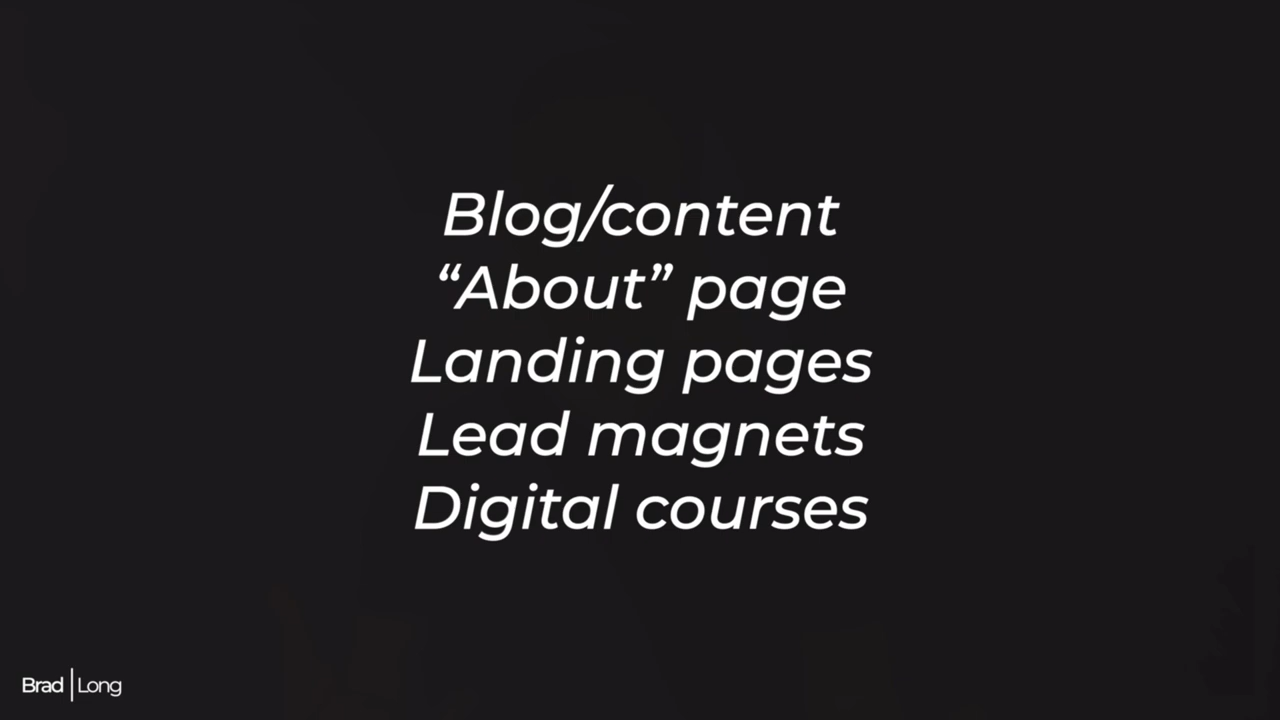 Blog/content
“About” page
Landing pages
Lead magnets
Digital courses
Brad | Long